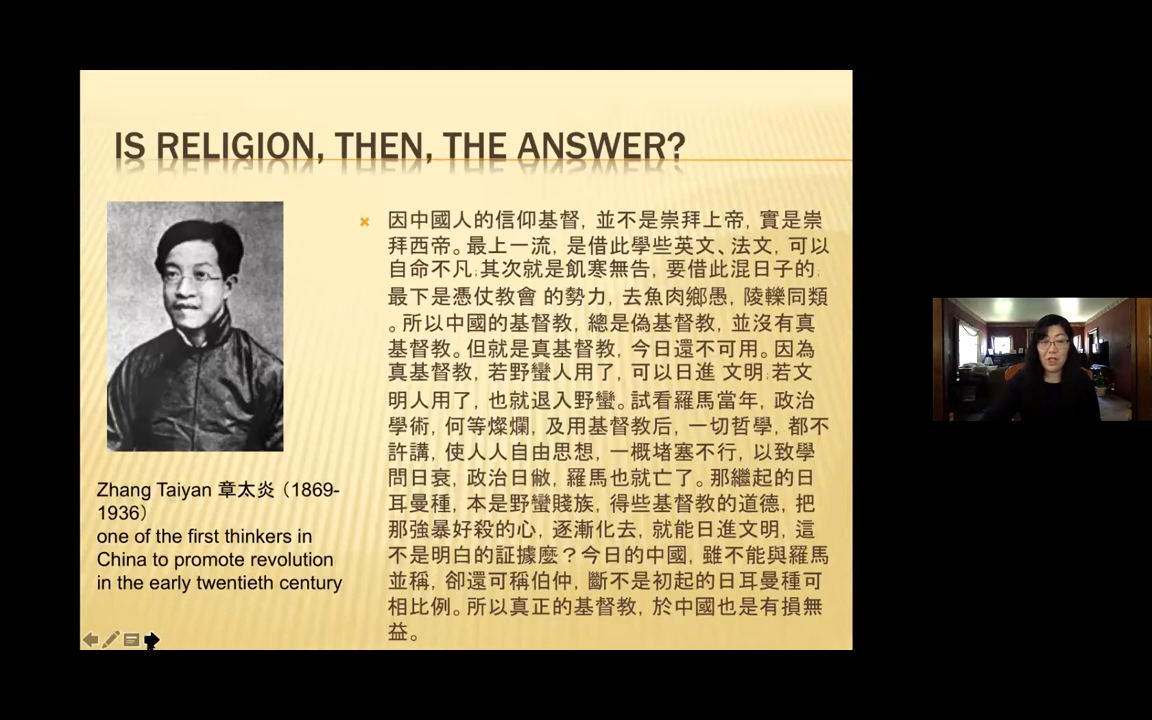 IS RELIGION, THEN, THE ANSWER?
因中國人的信仰基督, 並不是崇拜上帝, 實是崇
拜西帝。最上一流, 是借此學些英文、法文, 可以
自命不凡;其次就是飢寒無告, 要借此混日子的;
最下是憑仗教會 的勢力, 去魚肉鄉愚, 陵轢同類
。所以中國的基督教, 總是偽基督教, 並沒有真
基督教。但就是真基督教, 今日還不可用。因為
真基督教, 若野蠻人用了, 可以日進 文明;若文
明人用了, 也就退入野蠻。試看羅馬當年, 政治
學術, 何等燦爛, 及用基督教后, 一切哲學, 都不
許講, 使人人自由思想, 一概堵塞不行, 以致學
問日衰, 政治日敝, 羅馬也就亡了。那繼起的日
耳曼種, 本是野蠻賤族, 得些基督教的道德, 把
那強暴好殺的心, 逐漸化去, 就能日進文明, 這
不是明白的証據麼？今日的中國, 雖不能與羅馬
並稱, 卻還可稱伯仲, 斷不是初起的日耳曼種可
相比例。所以真正的基督教, 於中國也是有損無
益。
Zhang Taiyan 章太炎（1869-
1936）
one of the first thinkers in
China to promote revolution
in the early twentieth century